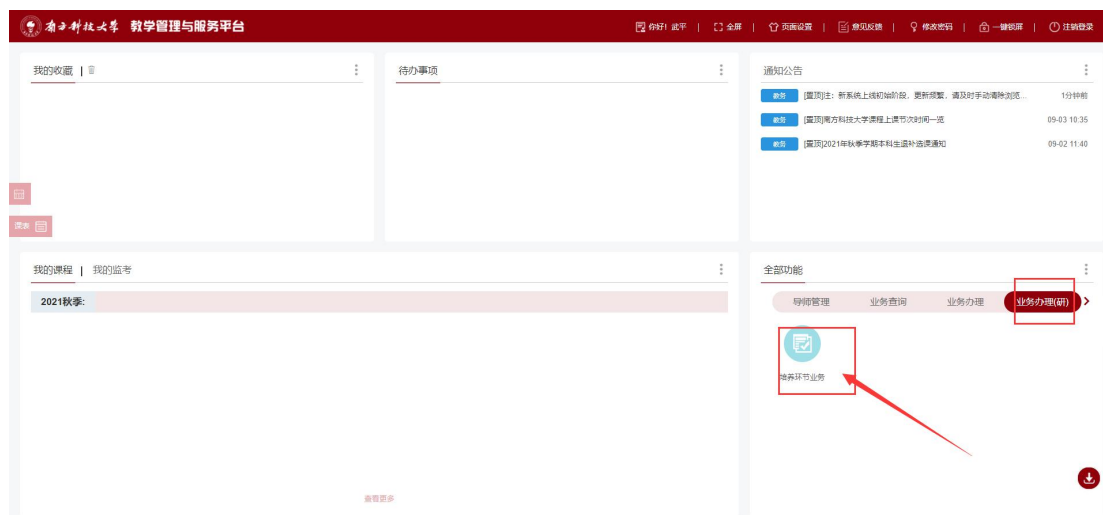 南方科技大学 教学管理与服务平台
你好! 武平 | 全屏 | 页面设置 | 意见反馈 | 修改密码 | 一键锁屏 | 注销登录
我的收藏 |
待办事项
通知公告
教务 [置顶]注：新系统上线初始阶段，更新频繁，请及时手动清除浏览... 1分钟前
教务 [置顶]南方科技大学课程上课节次时间一览 09-03 10:35
教务 [置顶]2021年秋季学期本科生退补选课通知 09-02 11:40
课表
我的课程 | 我的监考
2021秋季:
查看更多
全部功能
导师管理 业务查询 业务办理 业务办理(研)
培养环节业务